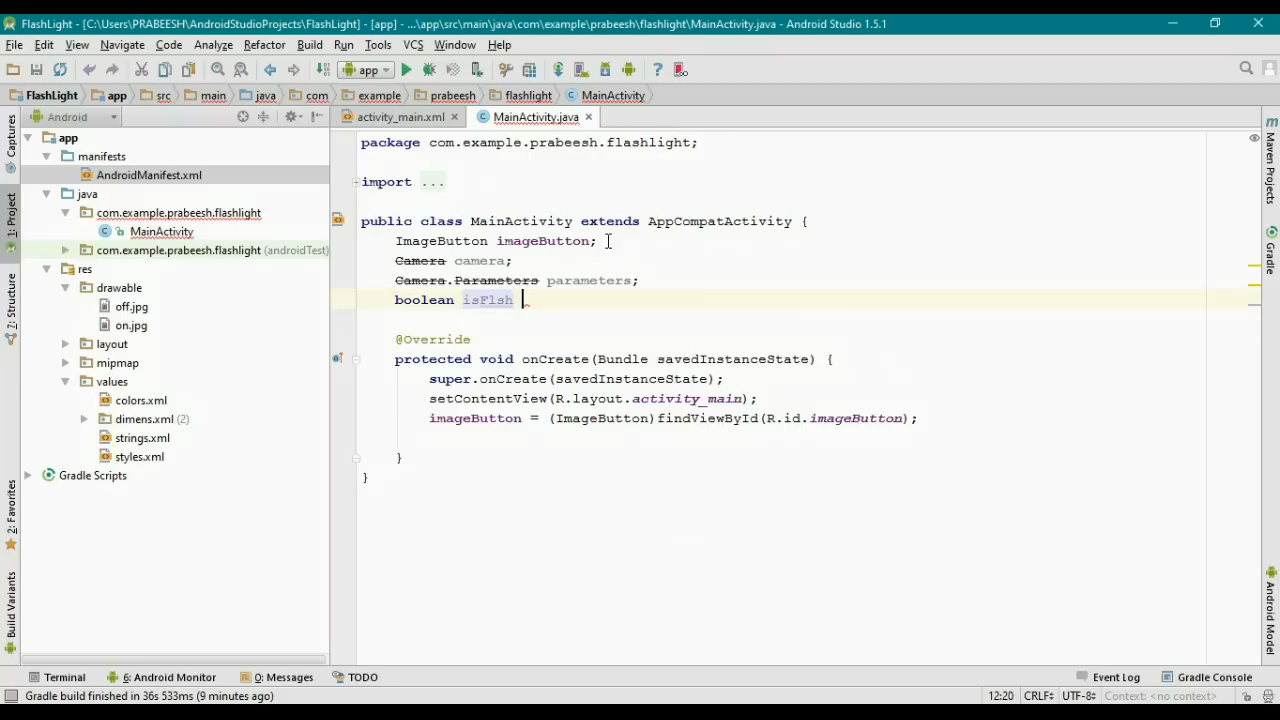 FlashLight - [C:\Users\PRABEESH\AndroidStudioProjects\FlashLight] - [app] - ...\app\src\main\java\com\example\prabeesh\flashlight\MainActivity.java - Android Studio 1.5.1
File Edit View Navigate Code Analyze Refactor Build Run Tools VCS Window Help
app
FlashLight app src main java com example prabeesh flashlight MainActivity
Android
activity_main.xml MainActivity.java
Captures
1: Project
7: Structure
2: Favorites
Build Variants
app
manifests
AndroidManifest.xml
java
com.example.prabeesh.flashlight
MainActivity
com.example.prabeesh.flashlight (androidTest)
res
drawable
off.jpg
on.jpg
layout
mipmap
values
colors.xml
dimens.xml (2)
strings.xml
styles.xml
Gradle Scripts
package com.example.prabeesh.flashlight;
import ...
public class MainActivity extends AppCompatActivity {
ImageButton imageButton;
Camera camera;
Camera.Parameters parameters;
boolean isFlsh
@Override
protected void onCreate(Bundle savedInstanceState) {
super.onCreate(savedInstanceState);
setContentView(R.layout.activity_main);
imageButton = (ImageButton)findViewById(R.id.imageButton);
}
}
Maven Projects
Gradle
Android Model
Terminal 6: Android Monitor 0: Messages TODO Event Log Gradle Console
Gradle build finished in 36s 533ms (9 minutes ago) 12:20 CRLF UTF-8 Context: <no context>